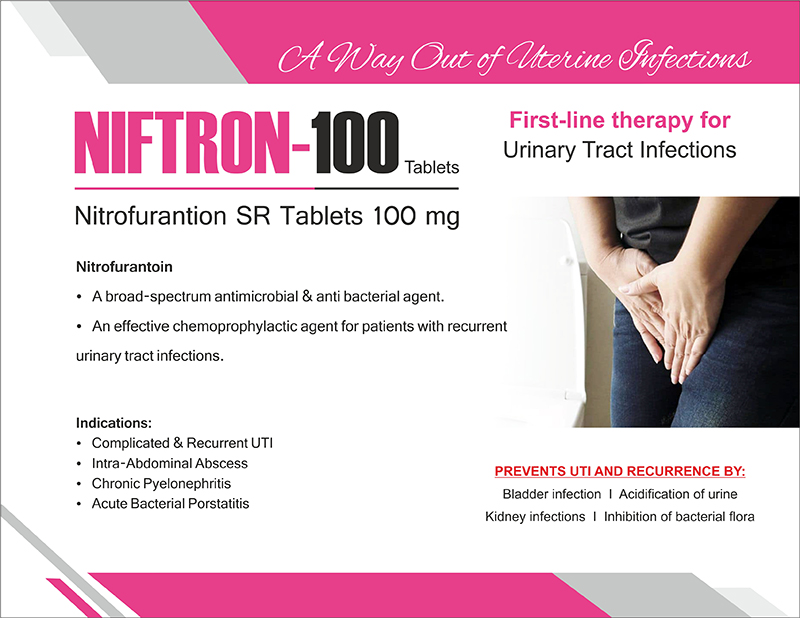 A Way Out of Uterine Infections
NIFTRON-100 Tablets
Nitrofurantion SR Tablets 100 mg
First-line therapy for
Urinary Tract Infections
Nitrofurantoin
• A broad-spectrum antimicrobial & anti bacterial agent.
• An effective chemoprophylactic agent for patients with recurrent
urinary tract infections.
Indications:
• Complicated & Recurrent UTI
• Intra-Abdominal Abscess
• Chronic Pyelonephritis
• Acute Bacterial Porstatitis
PREVENTS UTI AND RECURRENCE BY:
Bladder infection I Acidification of urine
Kidney infections I Inhibition of bacterial flora